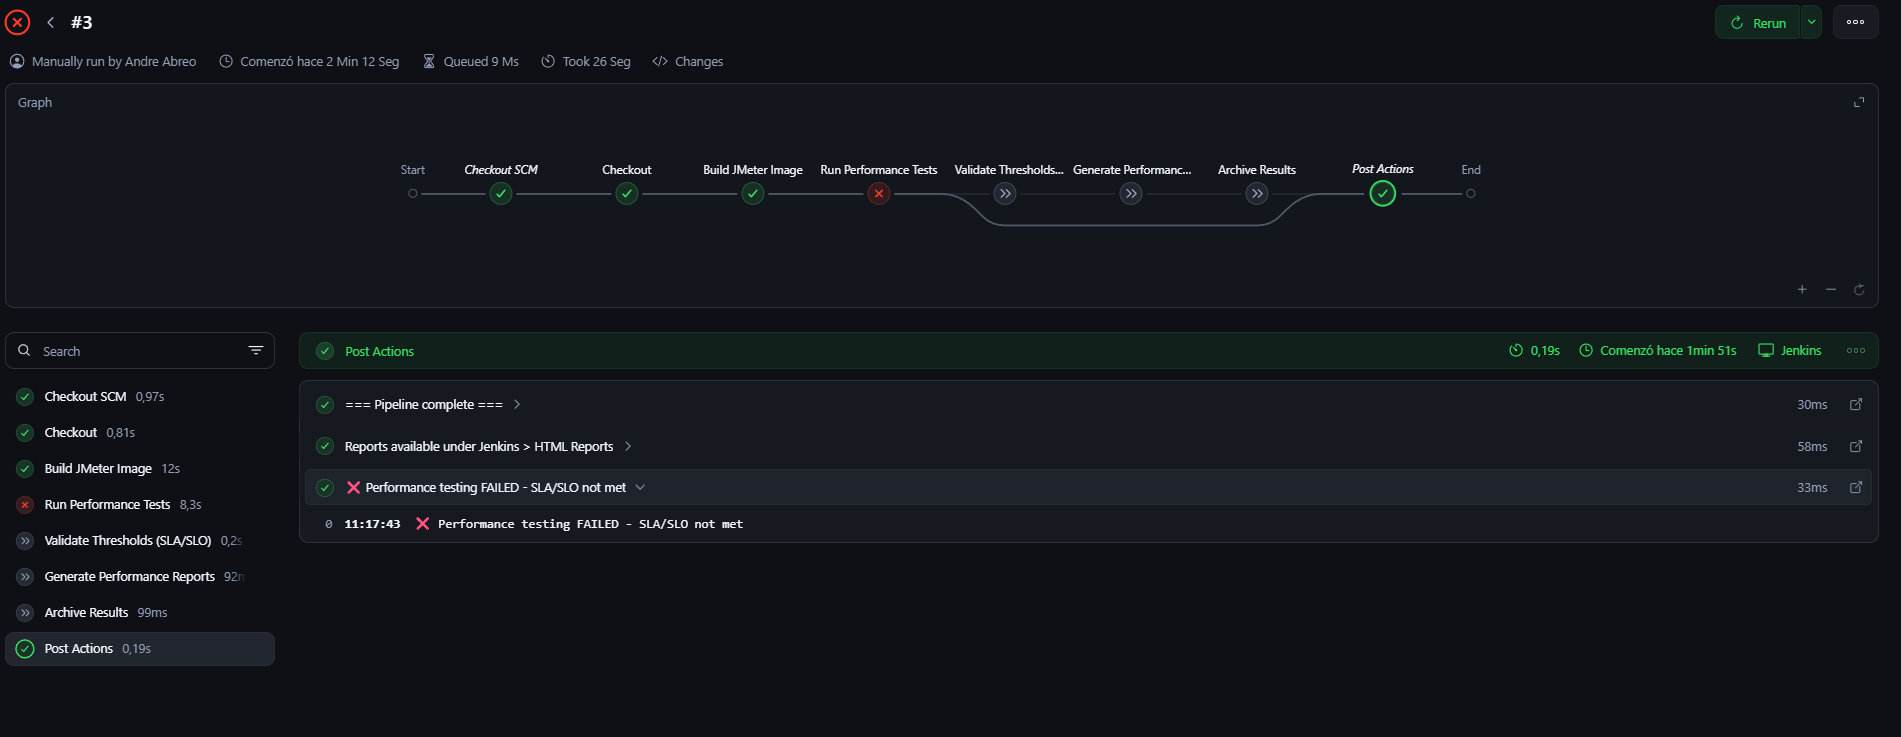 #3
Rerun
Manually run by Andre Abreo
Comenzó hace 2 Min 12 Seg
Queued 9 Ms
Took 26 Seg
Changes
Graph
Start
Checkout SCM
Checkout
Build JMeter Image
Run Performance Tests
Validate Thresholds...
Generate Performanc...
Archive Results
Post Actions
End
Search
Checkout SCM 0,97s
Checkout 0,81s
Build JMeter Image 12s
Run Performance Tests 8,3s
Validate Thresholds (SLA/SLO) 0,2s
Generate Performance Reports 92m
Archive Results 99ms
Post Actions 0,19s
Post Actions
0,19s
Comenzó hace 1min 51s
Jenkins
=== Pipeline complete ===
30ms
Reports available under Jenkins > HTML Reports
58ms
❌ Performance testing FAILED - SLA/SLO not met
33ms
0 11:17:43 ❌ Performance testing FAILED - SLA/SLO not met